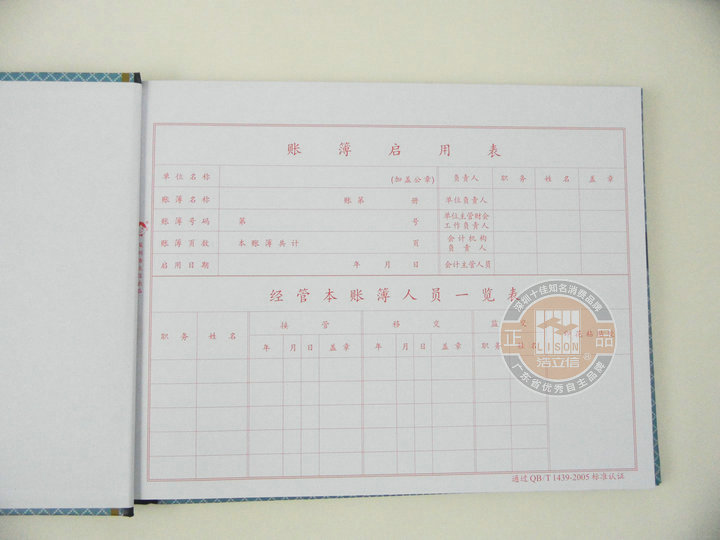 账簿启用表
单位名称 (加盖公章) 负责人 职务 姓名 盖章
账簿名称 账第 册 单位负责人
账簿号码 第 号 单位主管财会工作负责人
账簿页数 本账簿共计 页 会计机构负责人
启用日期 年 月 日 会计主管人员
经管本账簿人员一览表
职务 姓名 接管 移交 监交
年 月 日 盖章 年 月 日 盖章 职务 姓名
通过QB/T 1439-2005 标准认证
深圳十佳知名消费品牌
正 品
LISON
浩立信®
广东省优秀自主品牌